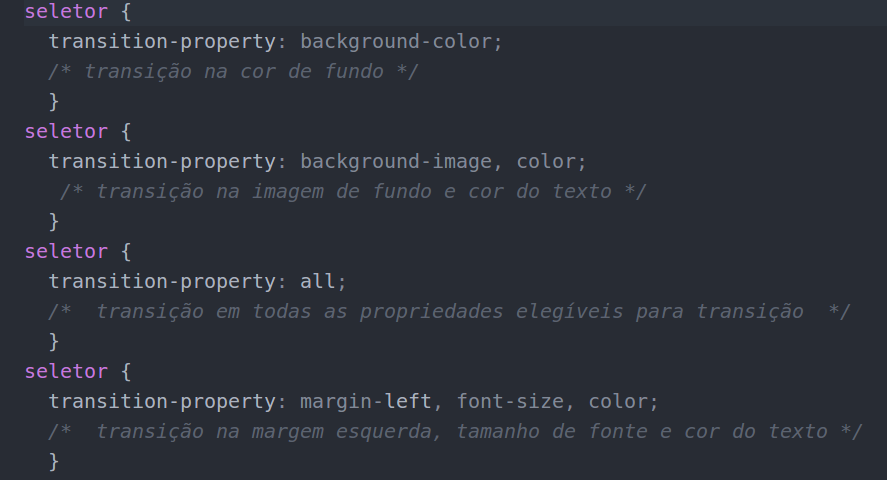 seletor {
transition-property: background-color;
/* transição na cor de fundo */
}
seletor {
transition-property: background-image, color;
/* transição na imagem de fundo e cor do texto */
}
seletor {
transition-property: all;
/*  transição em todas as propriedades elegíveis para transição  */
}
seletor {
transition-property: margin-left, font-size, color;
/*  transição na margem esquerda, tamanho de fonte e cor do texto */
}